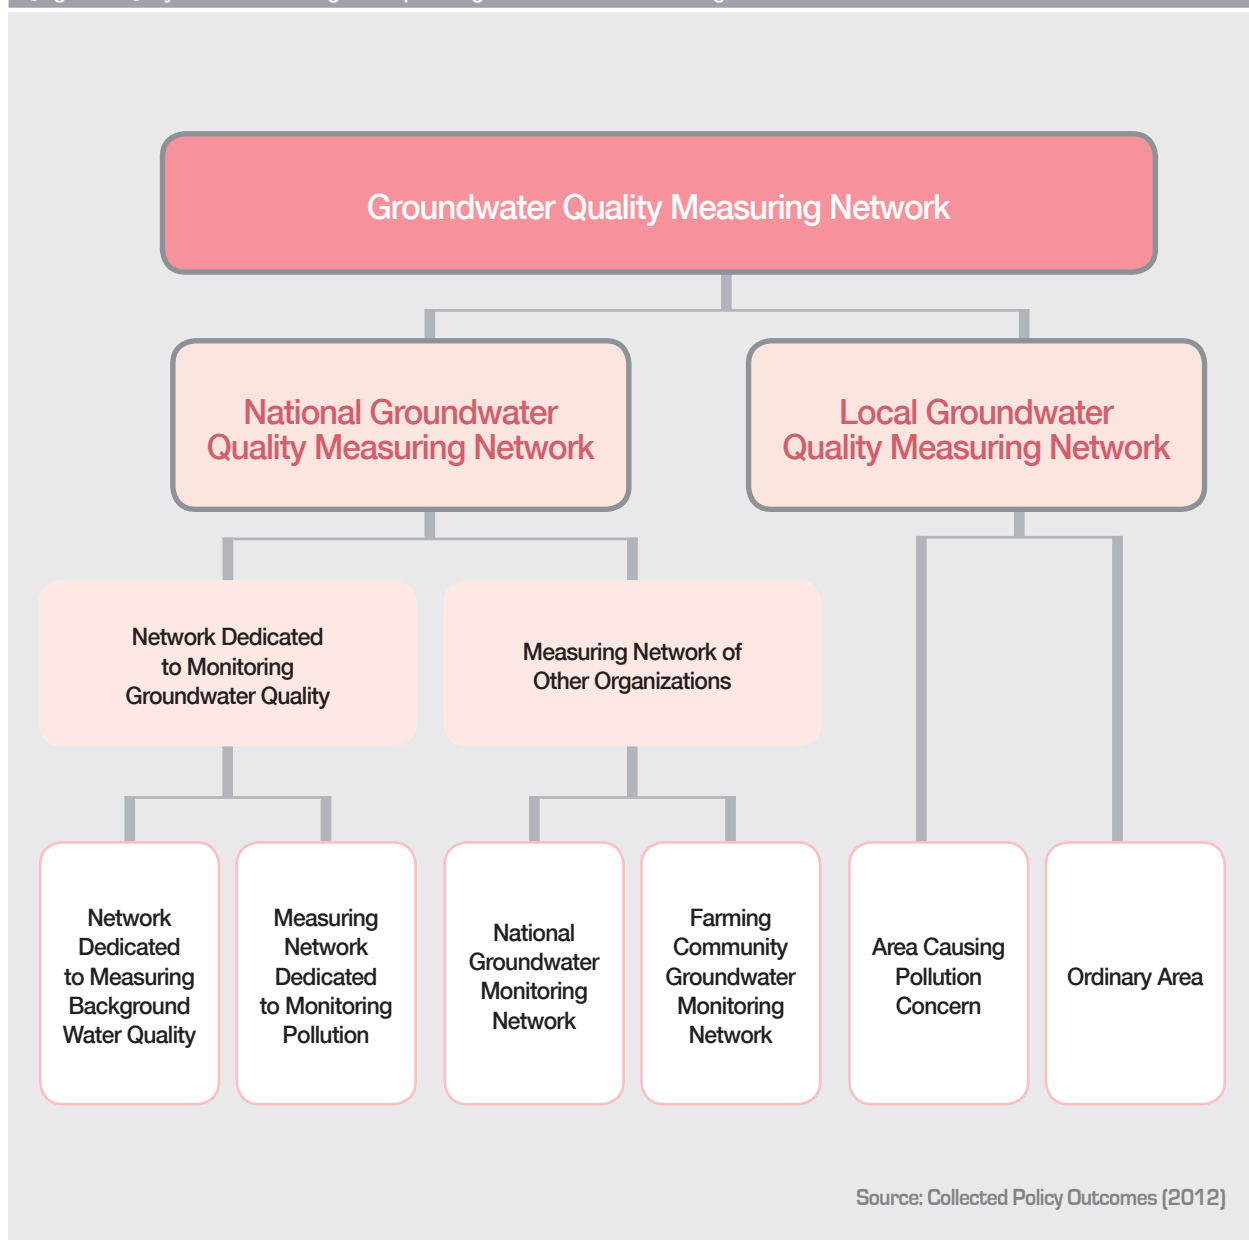 Groundwater Quality Measuring Network
National Groundwater
Quality Measuring Network
Local Groundwater
Quality Measuring Network
Network Dedicated
to Monitoring
Groundwater Quality
Measuring Network of
Other Organizations
Network
Dedicated
to Measuring
Background
Water Quality
Measuring
Network
Dedicated
to Monitoring
Pollution
National
Groundwater
Monitoring
Network
Farming
Community
Groundwater
Monitoring
Network
Area Causing
Pollution
Concern
Ordinary Area
Source: Collected Policy Outcomes (2012)